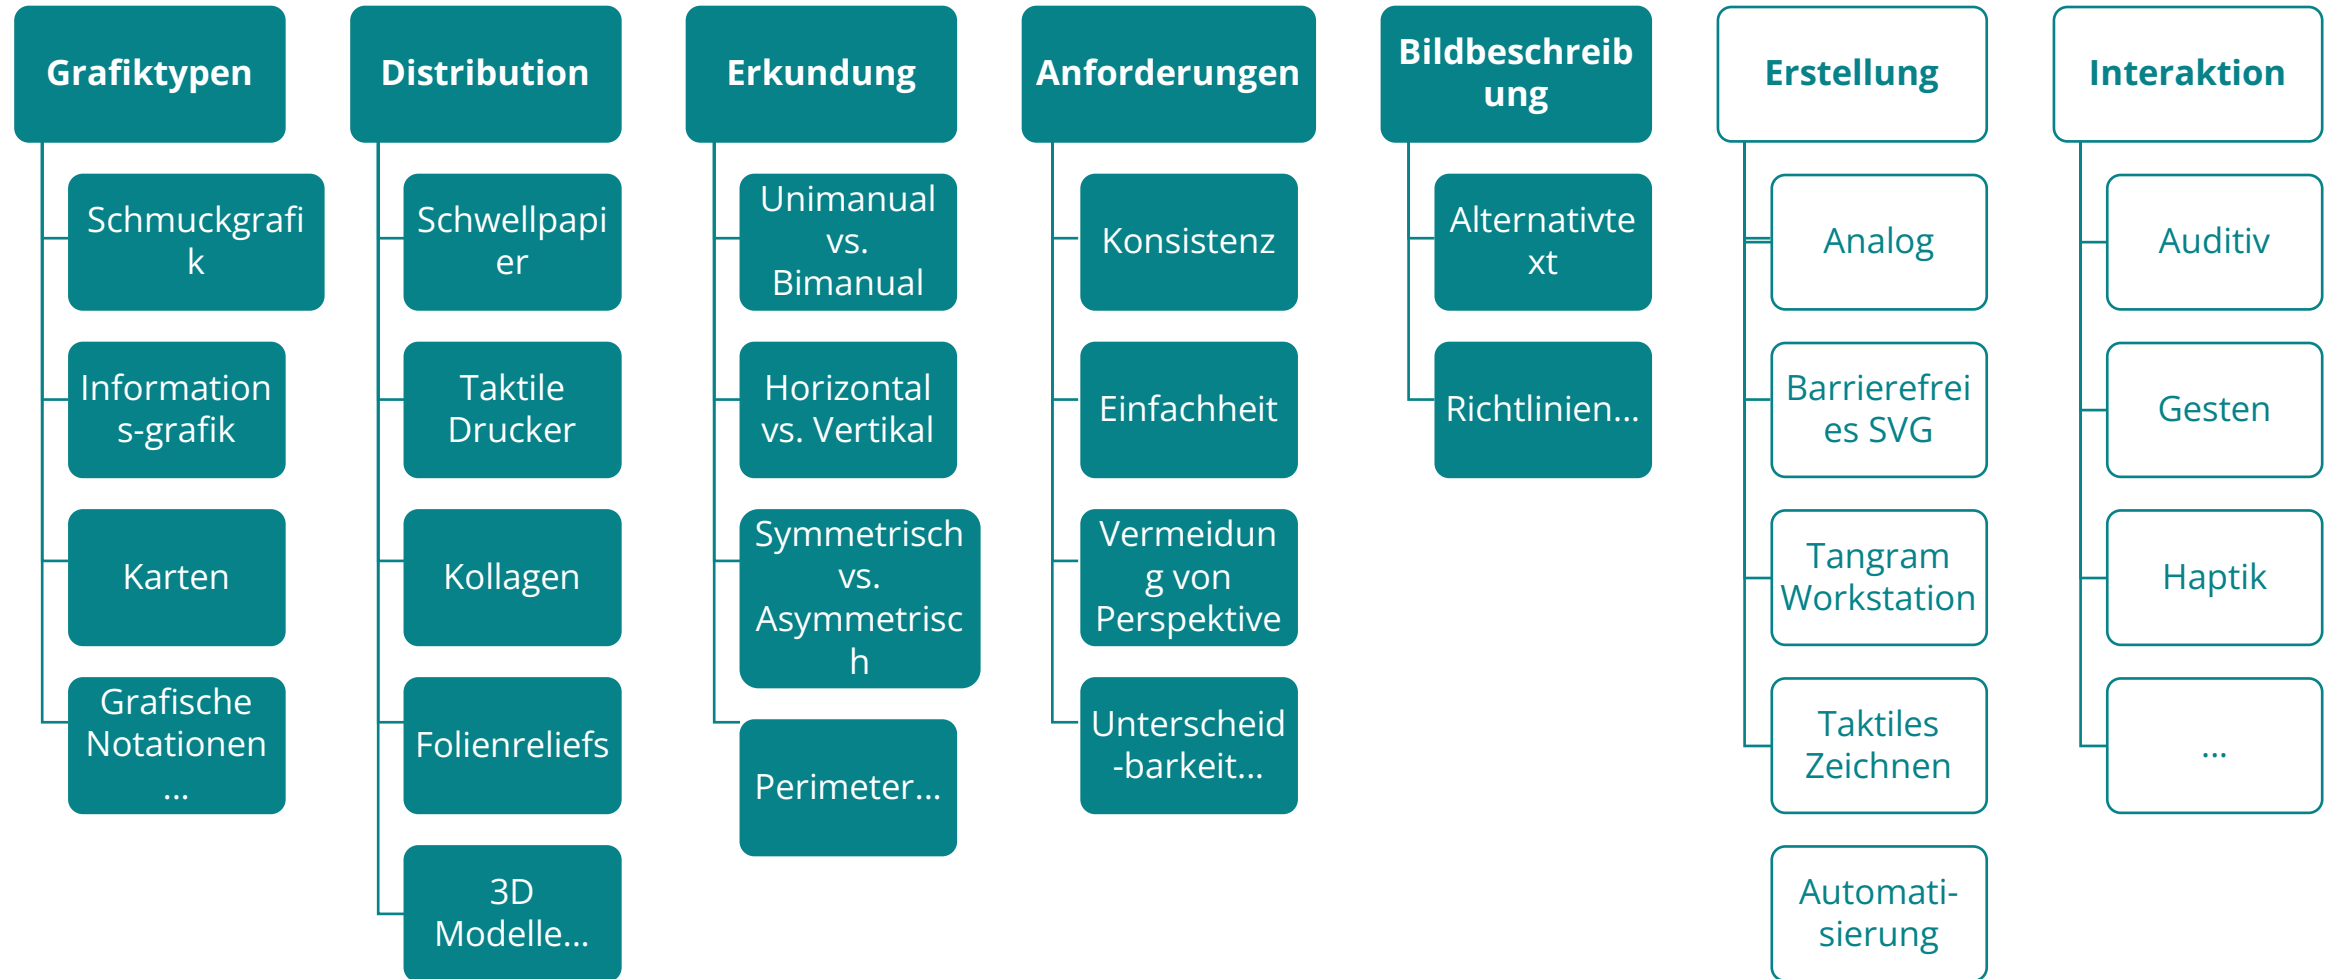 Grafiktypen
Schmuckgrafi
k
Information
s-grafik
Karten
Grafische
Notationen
...
Distribution
Schwellpapi
er
Taktile
Drucker
Kollagen
Folienreliefs
3D
Modelle...
Erkundung
Unimanual
vs.
Bimanual
Horizontal
vs. Vertikal
Symmetrisch
vs.
Asymmetrisc
h
Perimeter...
Anforderungen
Konsistenz
Einfachheit
Vermeidun
g von
Perspektive
Unterscheid
-barkeit...
Bildbeschreib
ung
Alternativte
xt
Richtlinien...
Erstellung
Analog
Barrierefrei
es SVG
Tangram
Workstation
Taktiles
Zeichnen
Automati-
sierung
Interaktion
Auditiv
Gesten
Haptik
...